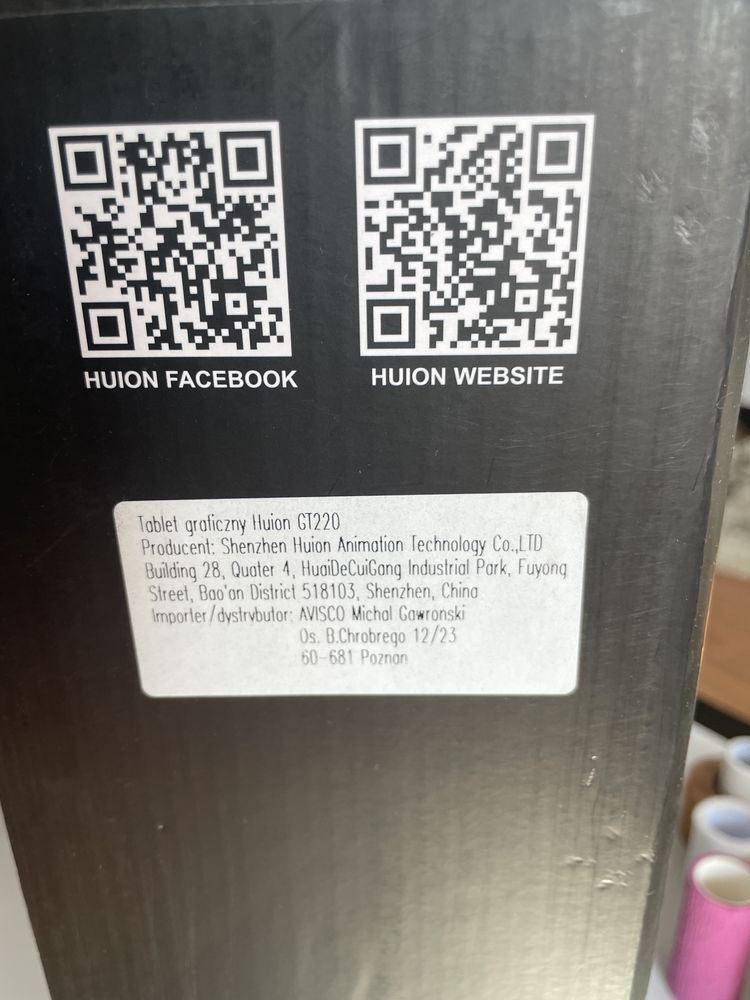 HUION FACEBOOK
HUION WEBSITE
Tablet graficzny Huion GT220
Producent: Shenzhen Huion Animation Technology Co.,LTD
Building 28, Quater 4, HuaiDeCuiGang Industrial Park, Fuyong
Street, Bao'an District 518103, Shenzhen, China
Importer/dystrybutor: AVISCO Michal Gawronski
Os. B.Chrobrego 12/23
60-681 Poznan